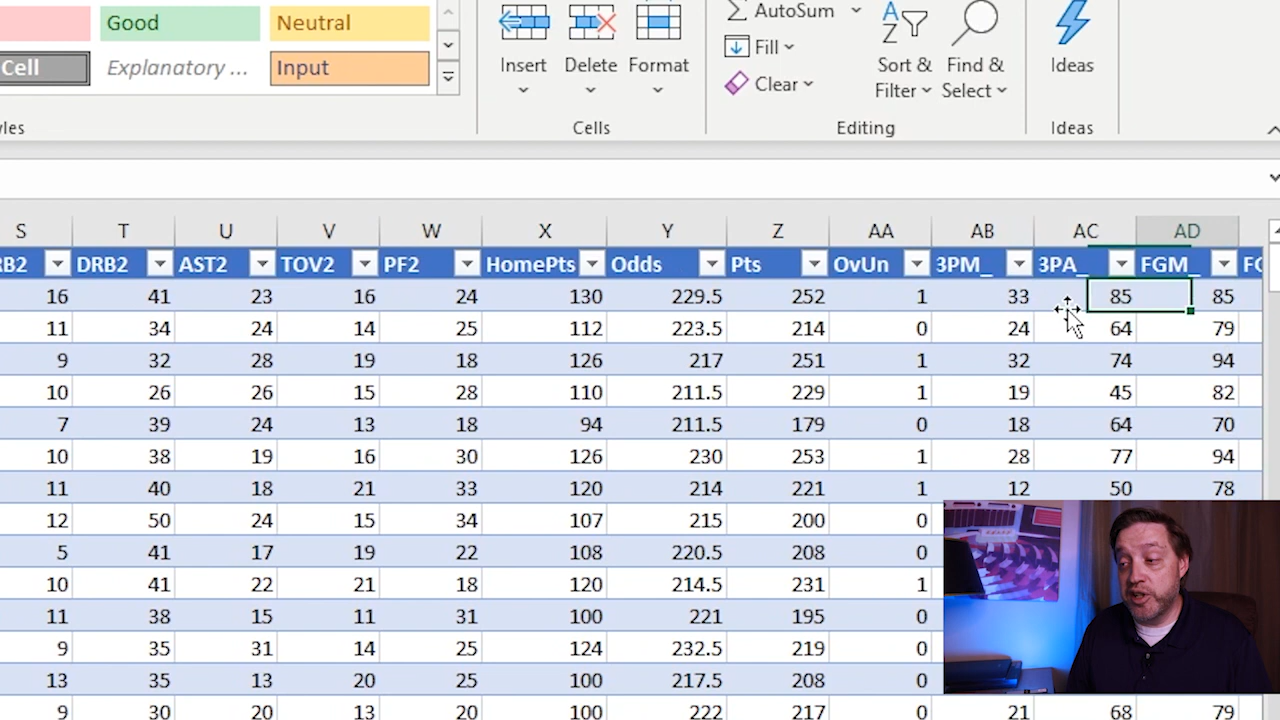 Good Neutral
Cell Explanatory ... Input
AutoSum
Fill
Clear
Insert Delete Format
Sort & Filter
Find & Select
Ideas
Cells Editing Ideas
S T U V W X Y Z AA AB AC AD
DRB2 AST2 TOV2 PF2 HomePts Odds Pts OvUn 3PM_ 3PA_ FGM_
16 41 23 16 24 130 229.5 252 1 33 85 85
11 34 24 14 25 112 223.5 214 0 24 64 79
9 32 28 19 18 126 217 251 1 32 74 94
10 26 26 15 28 110 211.5 229 1 19 45 82
7 39 24 13 18 94 211.5 179 0 18 64 70
10 38 19 16 30 126 230 253 1 28 77 94
11 40 18 21 33 120 214 221 1 12 50 78
12 50 24 15 34 107 215 200 0
5 41 17 19 22 108 220.5 208 0
10 41 22 21 18 120 214.5 231 1
11 38 15 11 31 100 221 195 0
9 35 31 14 25 124 232.5 219 0
13 35 13 20 25 100 217.5 208 0
9 30 20 13 20 100 222 217 0 21 68 79